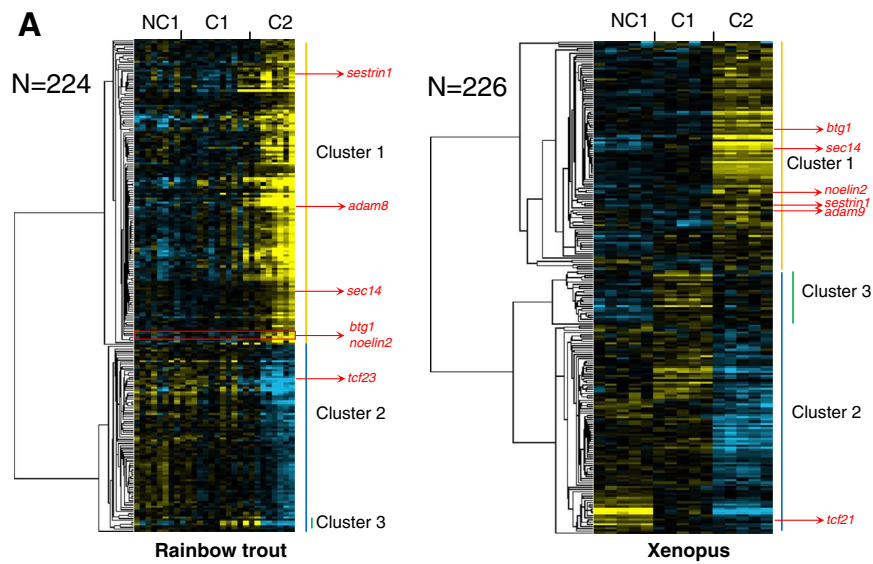 A
NC1 C1 C2
N=224
sestrin1
Cluster 1
adam8
sec14
btg1
noelin2
tcf23
Cluster 2
Cluster 3
Rainbow trout
NC1 C1 C2
N=226
btg1
sec14
Cluster 1
noelin2
sestrin1
adam9
Cluster 3
Cluster 2
tcf21
Xenopus